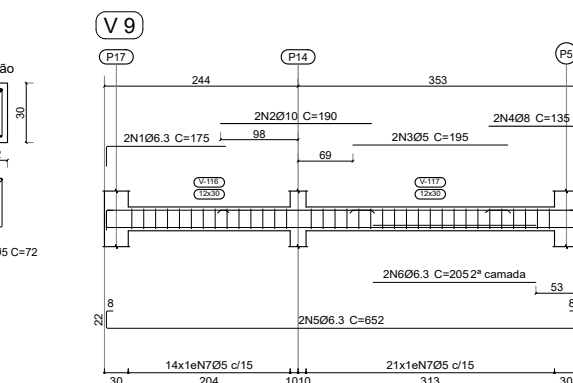 V 9
P17
P14
P5
ão
244
353
30
2N2Ø10 C=190
2N4Ø8 C=135
2N1Ø6.3 C=175
98
2N3Ø5 C=195
69
V-116
12x30
V-117
12x30
5 C=72
2N6Ø6.3 C=205 2ª camada
53
8
8
22
2N5Ø6.3 C=652
14x1eN7Ø5 c/15
21x1eN7Ø5 c/15
30
204
10 10
313
30